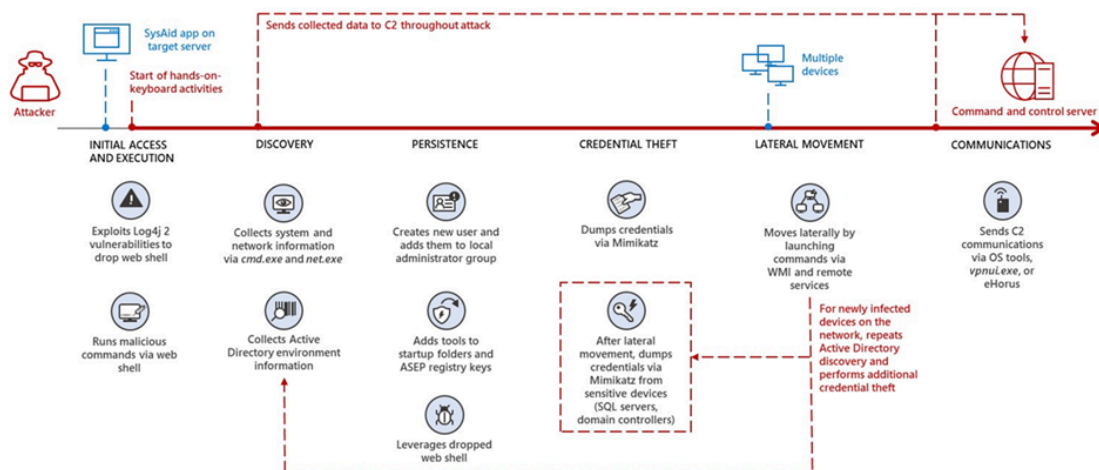 SysAid app on
target server
Sends collected data to C2 throughout attack
Start of hands-on-
keyboard activities
Multiple
devices
Attacker
Command and control server
INITIAL ACCESS
AND EXECUTION
DISCOVERY
PERSISTENCE
CREDENTIAL THEFT
LATERAL MOVEMENT
COMMUNICATIONS
Exploits Log4j 2
vulnerabilities to
drop web shell
Runs malicious
commands via web
shell
Collects system and
network information
via cmd.exe and net.exe
Collects Active
Directory environment
information
Creates new user and
adds them to local
administrator group
Adds tools to
startup folders and
ASEP registry keys
Leverages dropped
web shell
Dumps credentials
via Mimikatz
After lateral
movement, dumps
credentials via
Mimikatz from
sensitive devices
(SQL servers,
domain controllers)
Moves laterally by
launching
commands via
WMI and remote
services
For newly infected
devices on the
network, repeats
Active Directory
discovery and
performs additional
credential theft
Sends C2
communications
via OS tools,
vpnui.exe, or
eHorus